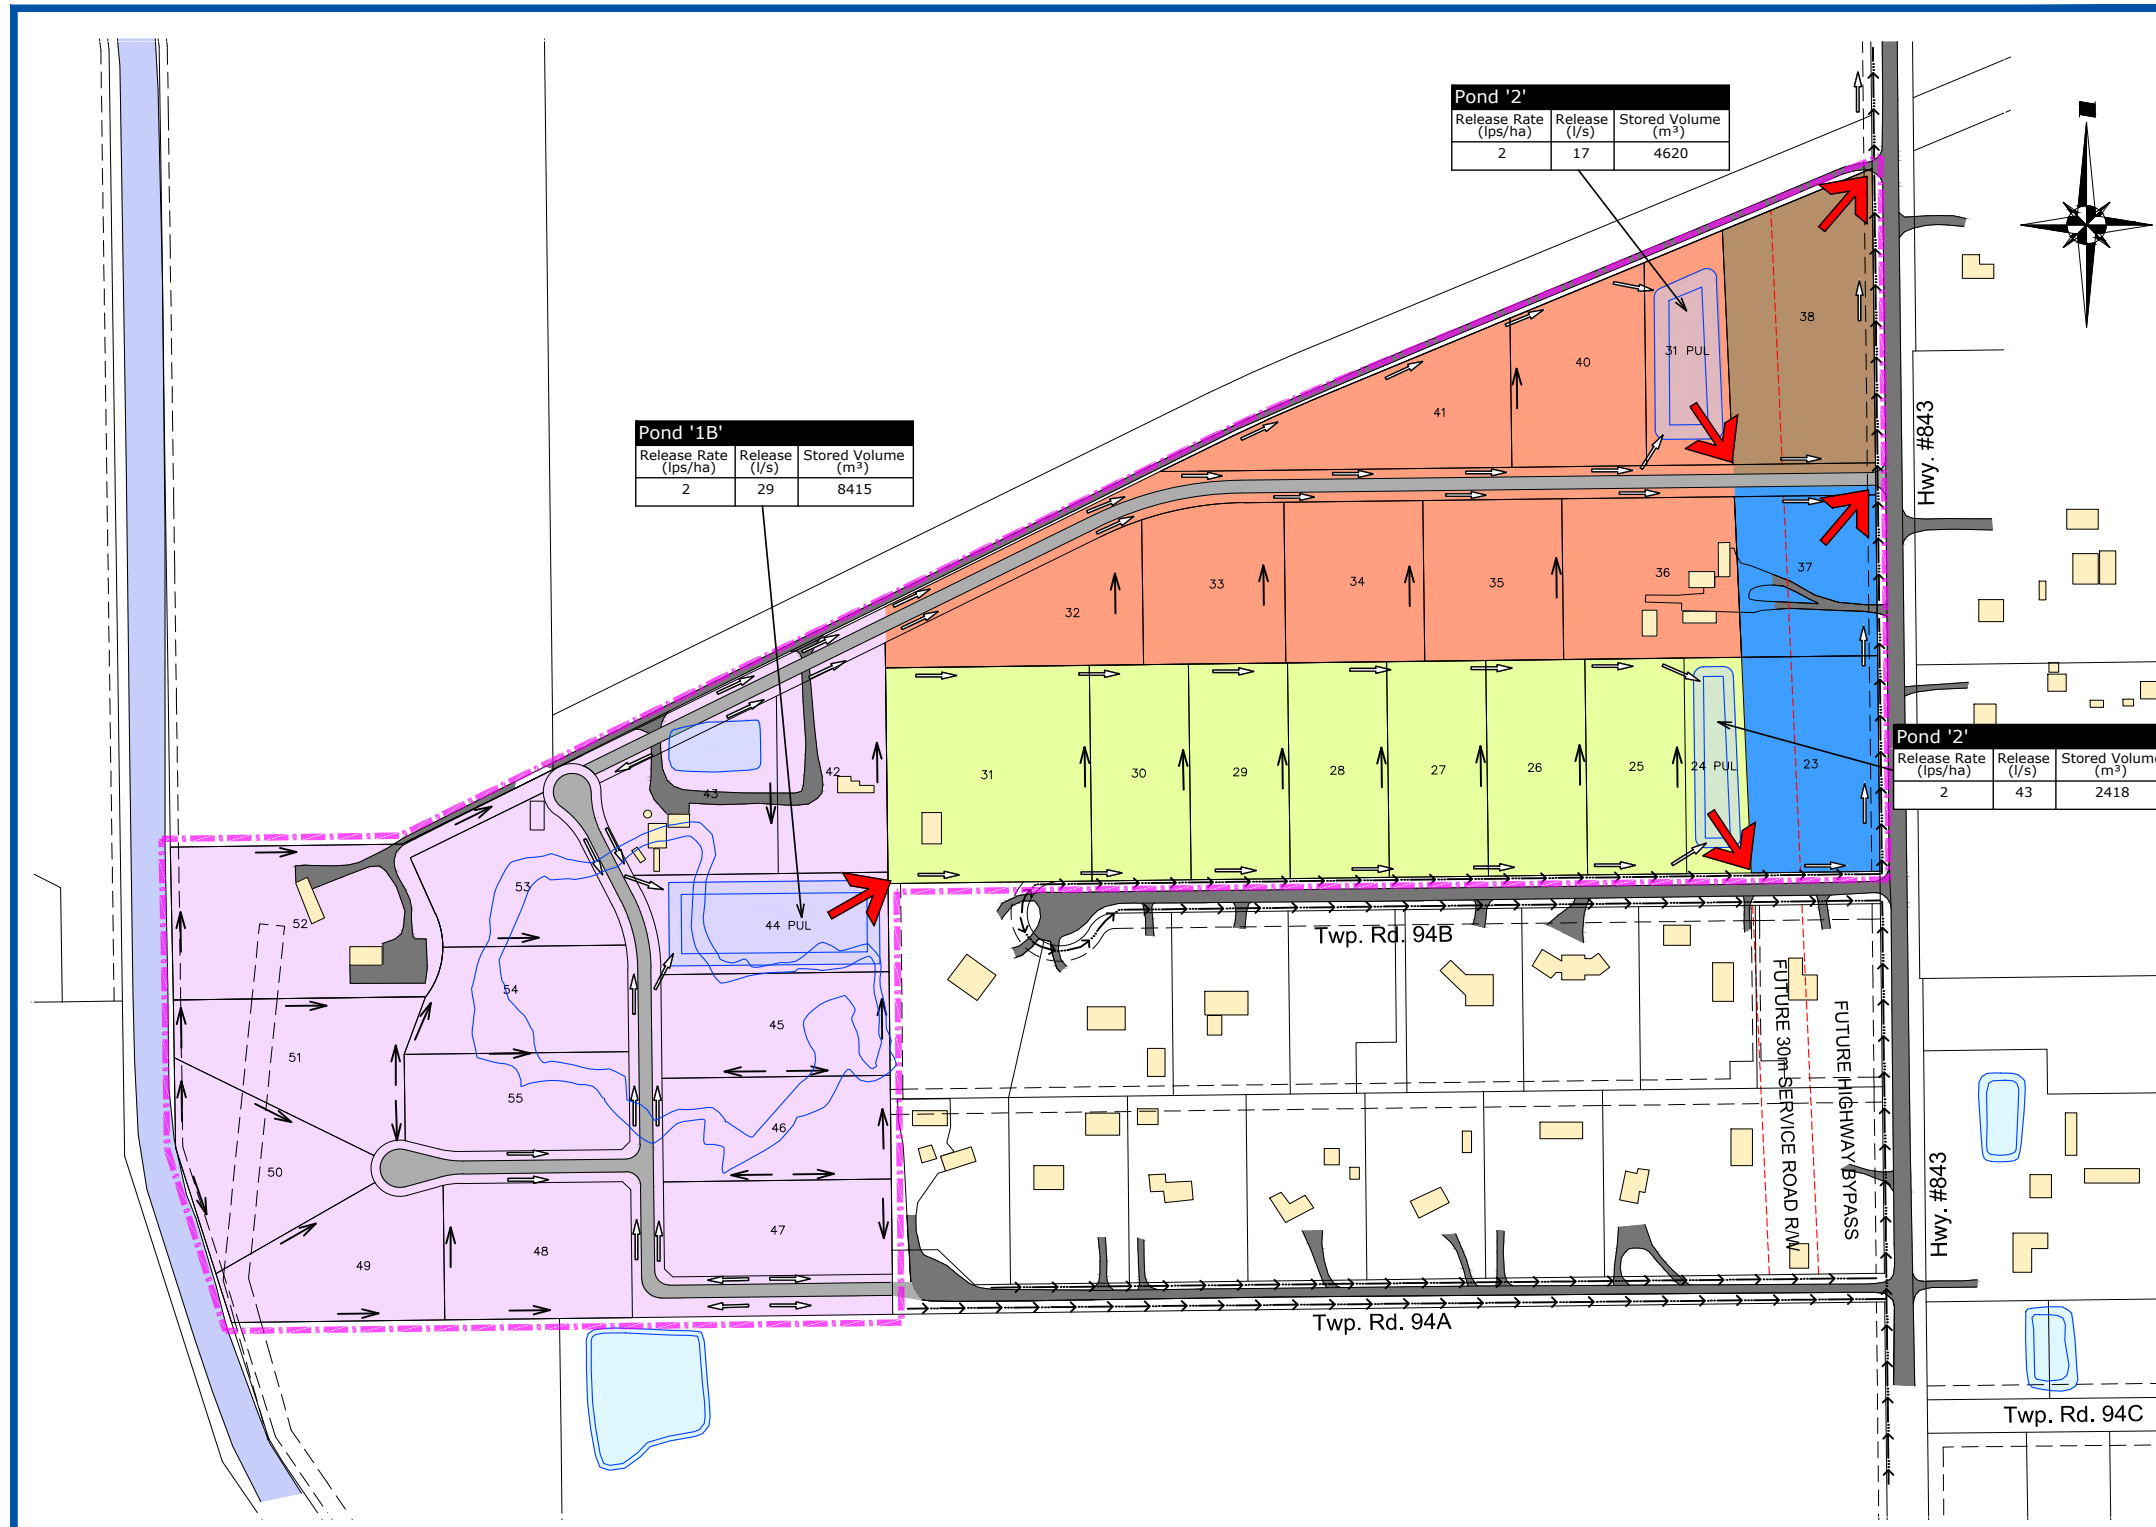 Pond '2'
Release Rate (lps/ha) Release (l/s) Stored Volume (m³)
2 17 4620
38
31 PUL
40
41
Hwy. #843
Pond '1B'
Release Rate (lps/ha) Release (l/s) Stored Volume (m³)
2 29 8415
37
36
35
34
33
32
Pond '2'
Release Rate (lps/ha) Release (l/s) Stored Volume (m³)
2 43 2418
31
30
29
28
27
26
25
24 PUL
23
42
43
53
52
44 PUL
Twp. Rd. 94B
54
45
51
FUTURE 30m SERVICE ROAD R/W
FUTURE HIGHWAY BYPASS
55
46
50
47
48
49
Hwy. #843
Twp. Rd. 94A
Twp. Rd. 94C